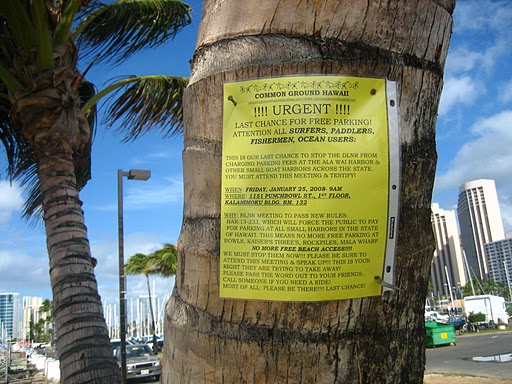 COMMON GROUND HAWAII
!!!! URGENT !!!!
LAST CHANCE FOR FREE PARKING!
ATTENTION ALL SURFERS, PADDLERS,
FISHERMEN, OCEAN USERS:
THIS IS OUR LAST CHANCE TO STOP THE DLNR FROM
CHARGING PARKING FEES AT THE ALA WAI HARBOR &
OTHER SMALL BOAT HARBORS ACROSS THE STATE.
YOU MUST ATTEND THIS MEETING & TESTIFY!
WHEN: FRIDAY, JANUARY 25, 2008- 9AM
WHERE: 1151 PUNCHBOWL ST., 1ST FLOOR,
KALANIMOKU BLDG. RM. 132
WHY: BLNR MEETING TO PASS NEW RULES:
HAR 13-233, WHICH WILL FORCE THE PUBLIC TO PAY
FOR PARKING AT ALL SMALL HARBORS IN THE STATE
OF HAWAII. THIS MEANS NO MORE FREE PARKING AT
BOWLS, KAISERS, THREE'S, ROCKPILES, MALA WHARF
NO MORE FREE BEACH ACCESS!!!!
WE MUST STOP THEM NOW!!! PLEASE BE SURE TO
ATTEND THIS MEETING & SPEAK UP!!! THIS IS YOUR
RIGHT THEY ARE TRYING TO TAKE AWAY!
PLEASE PASS THE WORD OUT TO YOUR FRIENDS,
CALL SOMEONE IF YOU NEED A RIDE!
MOST OF ALL: PLEASE BE THERE!!!! LAST CHANCE!